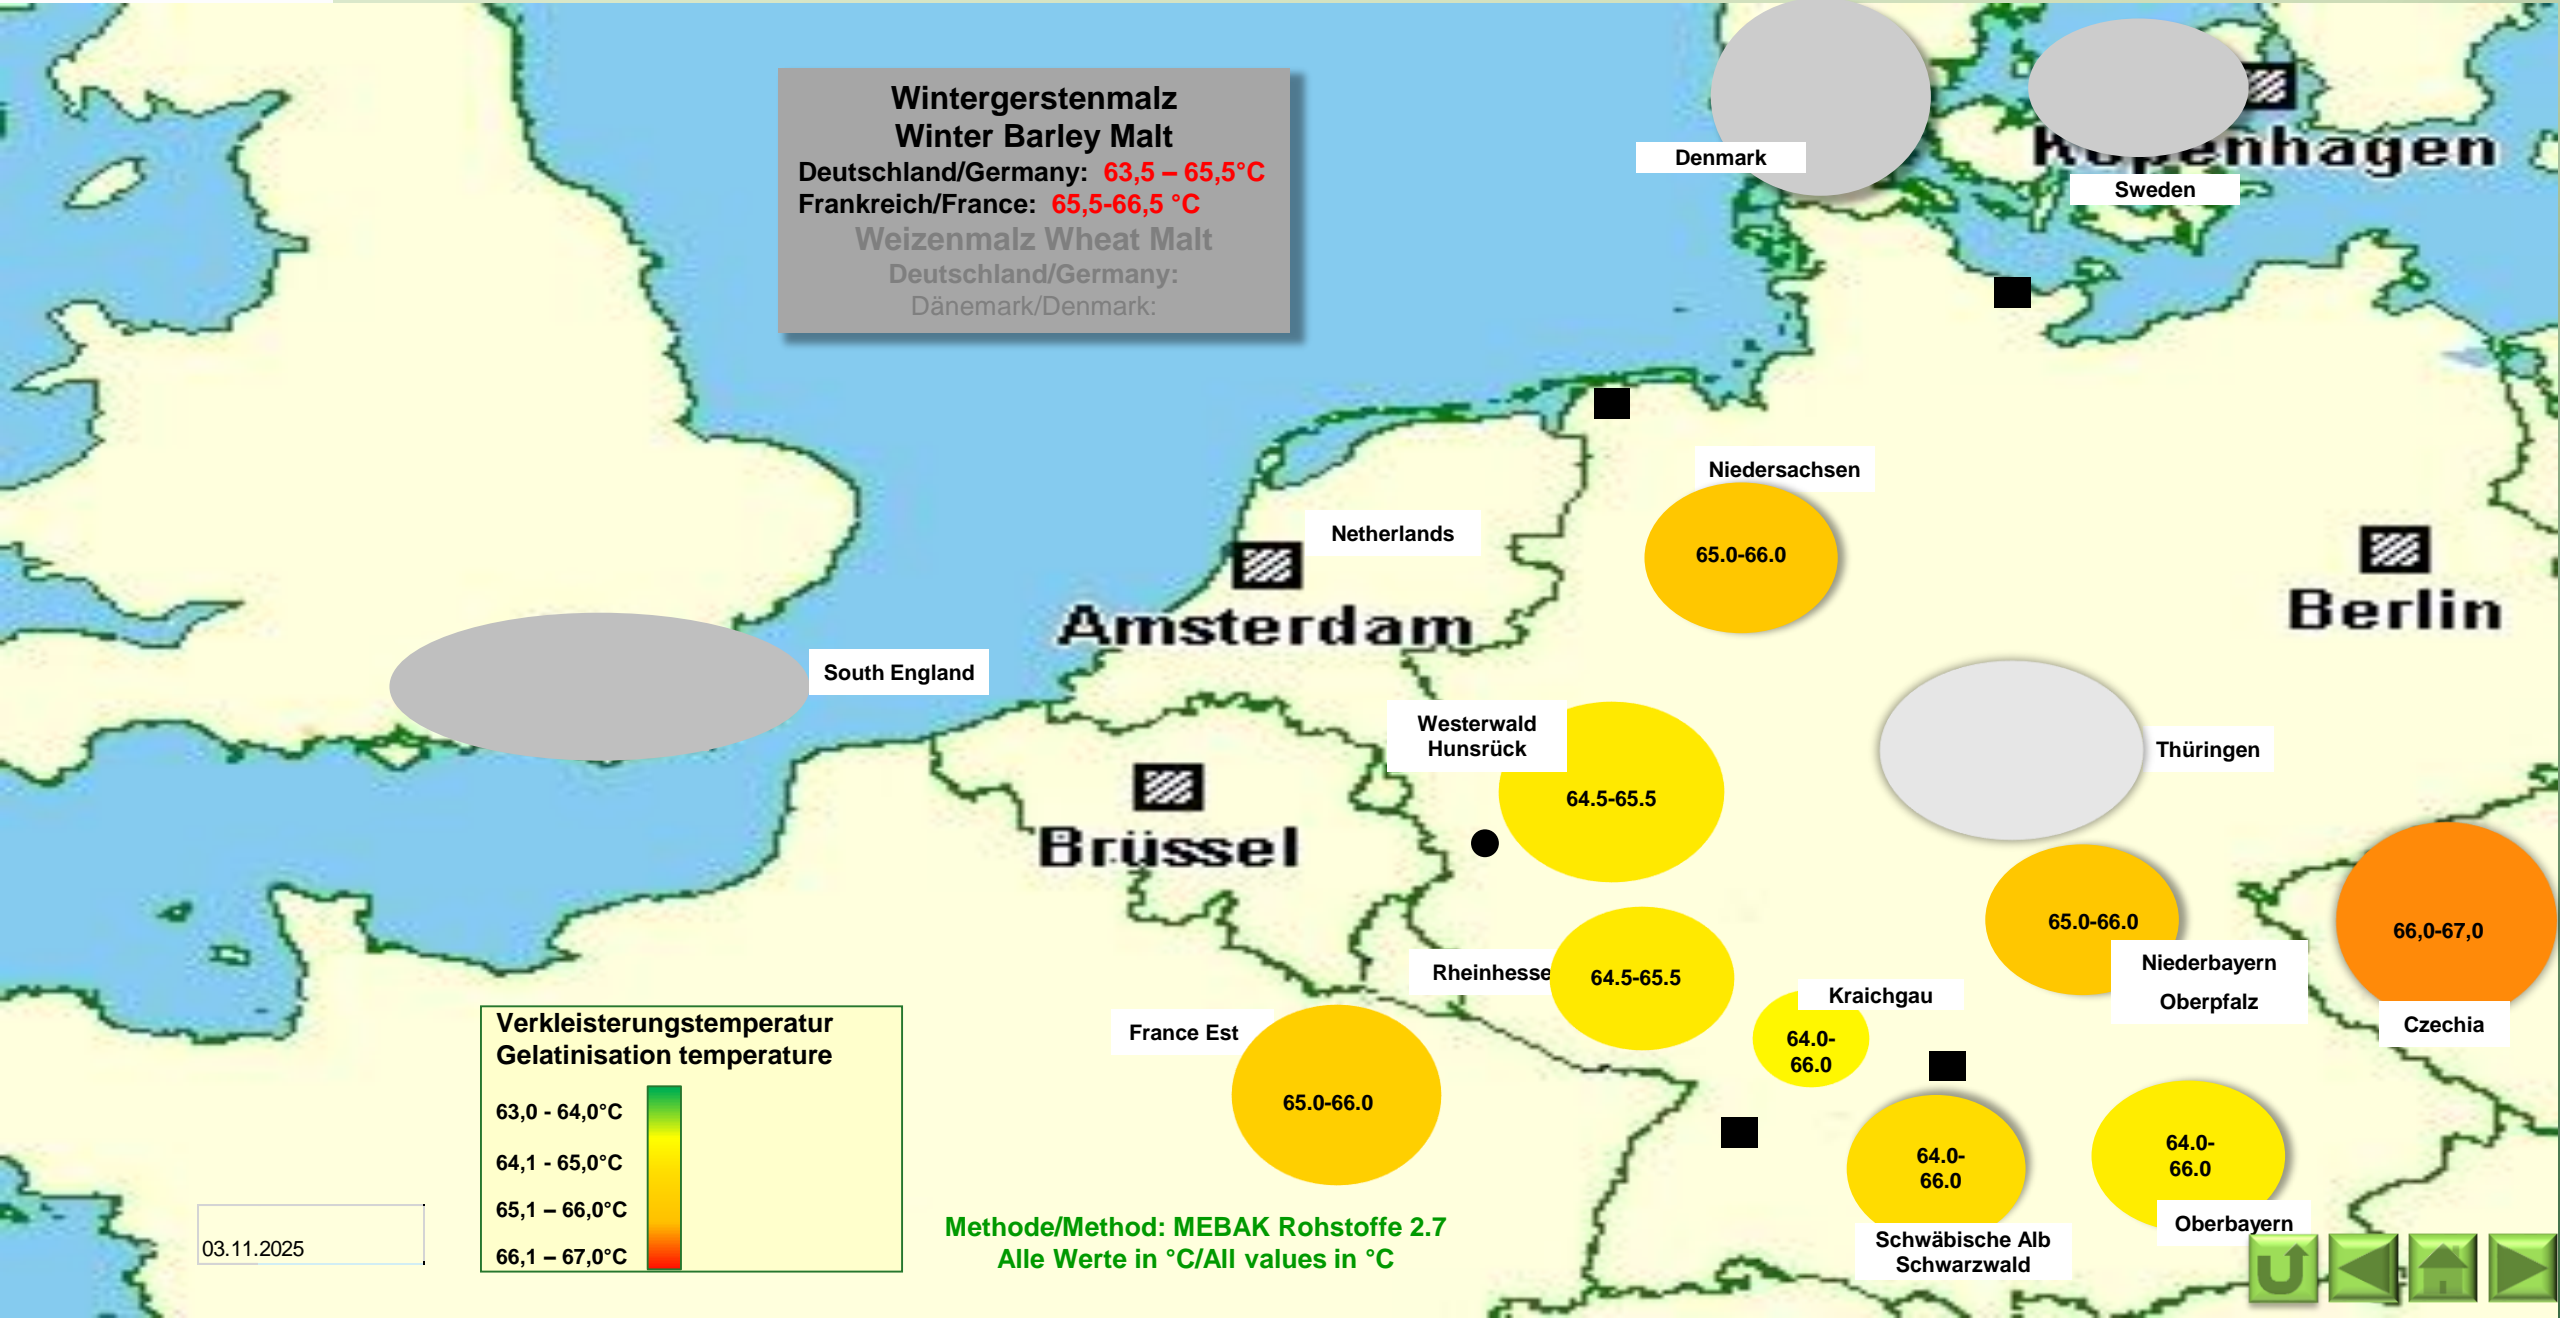 Wintergerstenmalz
Winter Barley Malt
Deutschland/Germany: 63,5 – 65,5°C
Frankreich/France: 65,5-66,5 °C
Weizenmalz Wheat Malt
Deutschland/Germany:
Dänemark/Denmark:
Denmark
Kopenhagen
Sweden
Niedersachsen
65.0-66.0
Netherlands
Amsterdam
Berlin
South England
Westerwald
Hunsrück
64.5-65.5
Thüringen
Brüssel
65.0-66.0
Niederbayern
Oberpfalz
66,0-67,0
Czechia
Rheinhesse
64.5-65.5
Kraichgau
64.0-
66.0
France Est
65.0-66.0
64.0-
66.0
Schwäbische Alb
Schwarzwald
64.0-
66.0
Oberbayern
Verkleisterungstemperatur
Gelatinisation temperature
63,0 - 64,0°C
64,1 - 65,0°C
65,1 – 66,0°C
66,1 – 67,0°C
03.11.2025
Methode/Method: MEBAK Rohstoffe 2.7
Alle Werte in °C/All values in °C